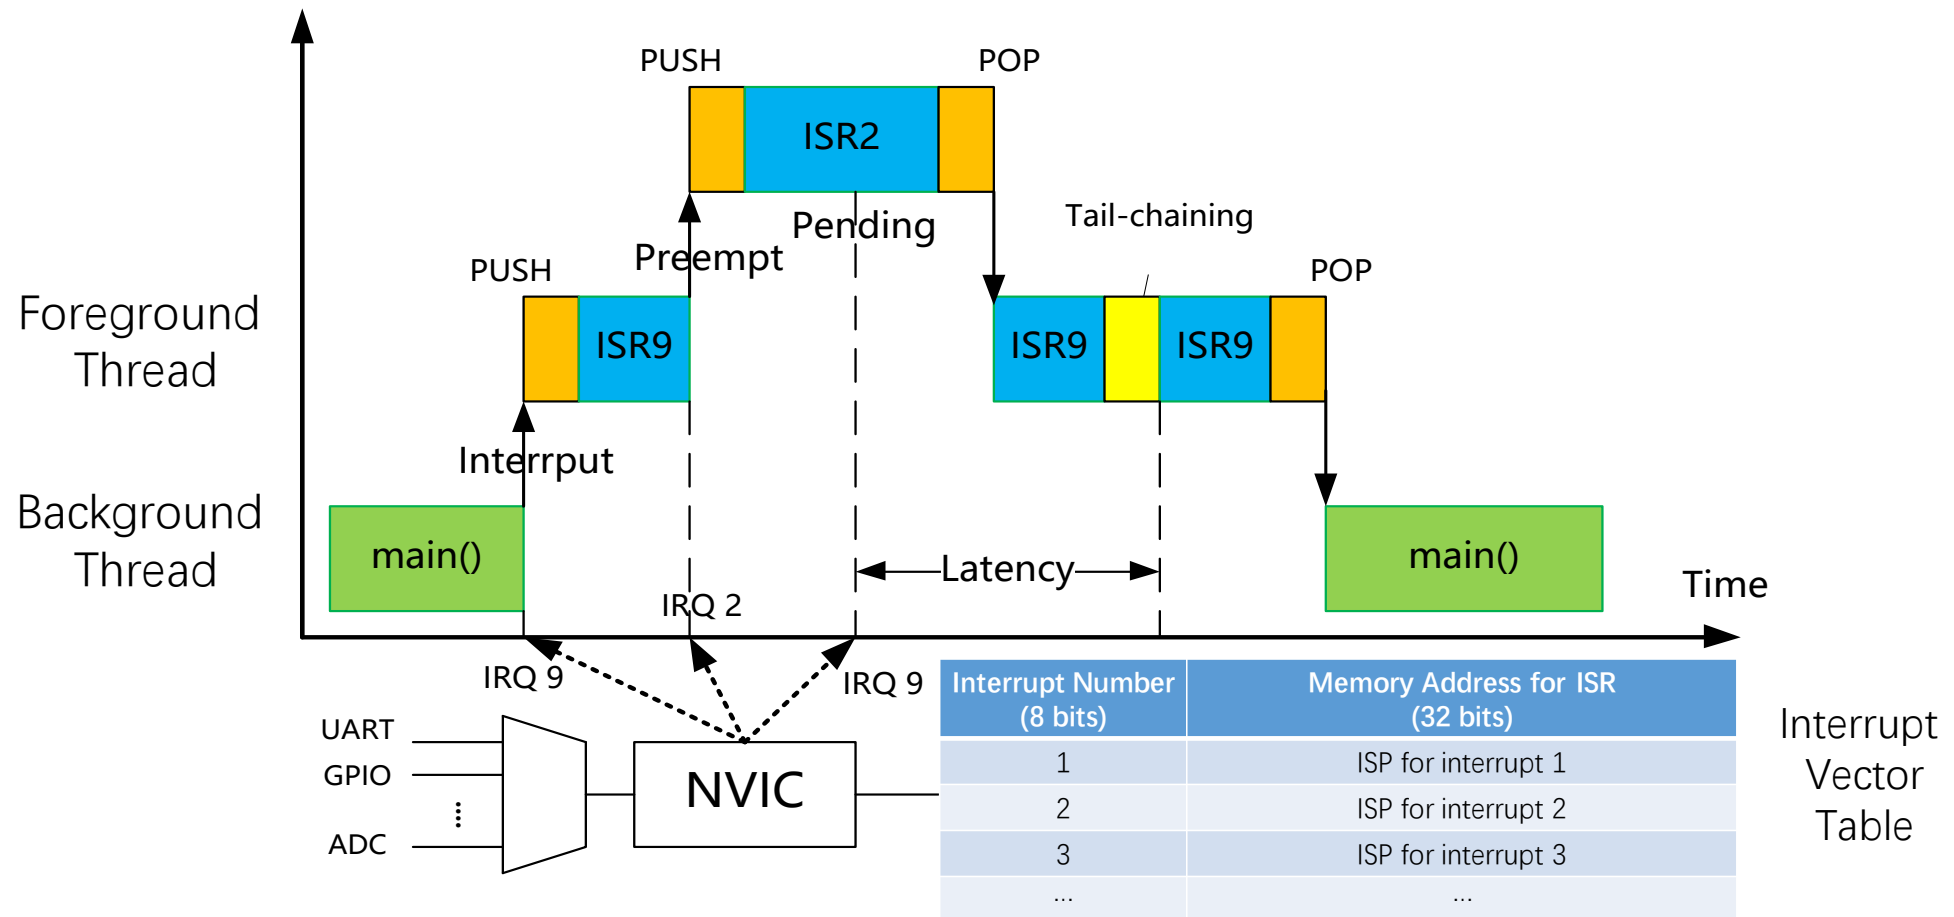 PUSH
POP
ISR2
Pending
Tail-chaining
Preempt
PUSH
POP
Foreground
Thread
ISR9
ISR9
ISR9
Interrput
Background
Thread
main()
Latency
main()
Time
IRQ 2
IRQ 9
IRQ 9
UART
GPIO
....
ADC
NVIC
Interrupt Number
(8 bits)
Memory Address for ISR
(32 bits)
1
ISP for interrupt 1
2
ISP for interrupt 2
3
ISP for interrupt 3
...
...
Interrupt
Vector
Table